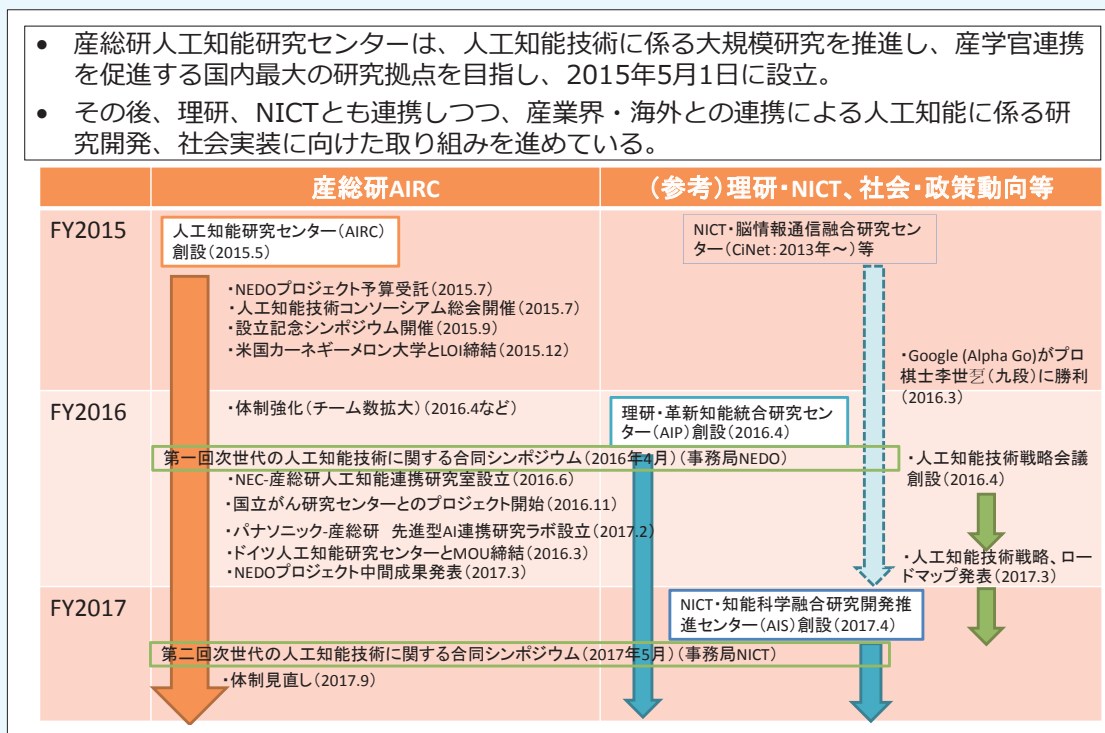 • 産総研人工知能研究センターは、人工知能技術に係る大規模研究を推進し、産学官連携
を促進する国内最大の研究拠点を目指し、2015年5月1日に設立。
• その後、理研、NICTとも連携しつつ、産業界・海外との連携による人工知能に係る研
究開発、社会実装に向けた取り組みを進めている。
産総研AIRC
（参考）理研・NICT、社会・政策動向等
FY2015
人工知能研究センター（AIRC）
創設（2015.5）
NICT・脳情報通信融合研究セン
ター（CiNet：2013年～）等
・NEDOプロジェクト予算受託（2015.7）
・人工知能技術コンソーシアム総会開催（2015.7）
・設立記念シンポジウム開催（2015.9）
・米国カーネギーメロン大学とLOI締結（2015.12）
・Google (Alpha Go)がプロ
棋士李世乭（九段）に勝利
（2016.3）
FY2016
・体制強化（チーム数拡大）（2016.4など）
理研・革新知能統合研究セン
ター（AIP）創設（2016.4）
第一回次世代の人工知能技術に関する合同シンポジウム（2016年4月）（事務局NEDO）
・人工知能技術戦略会議
創設（2016.4）
・NEC-産総研人工知能連携研究室設立（2016.6）
・国立がん研究センターとのプロジェクト開始（2016.11）
・パナソニック-産総研　先進型AI連携研究ラボ設立（2017.2）
・ドイツ人工知能研究センターとMOU締結（2016.3）
・NEDOプロジェクト中間成果発表（2017.3）
・人工知能技術戦略、ロー
ドマップ発表（2017.3）
FY2017
NICT・知能科学融合研究開発推
進センター（AIS）創設（2017.4）
第二回次世代の人工知能技術に関する合同シンポジウム（2017年5月）（事務局NICT）
・体制見直し（2017.9）